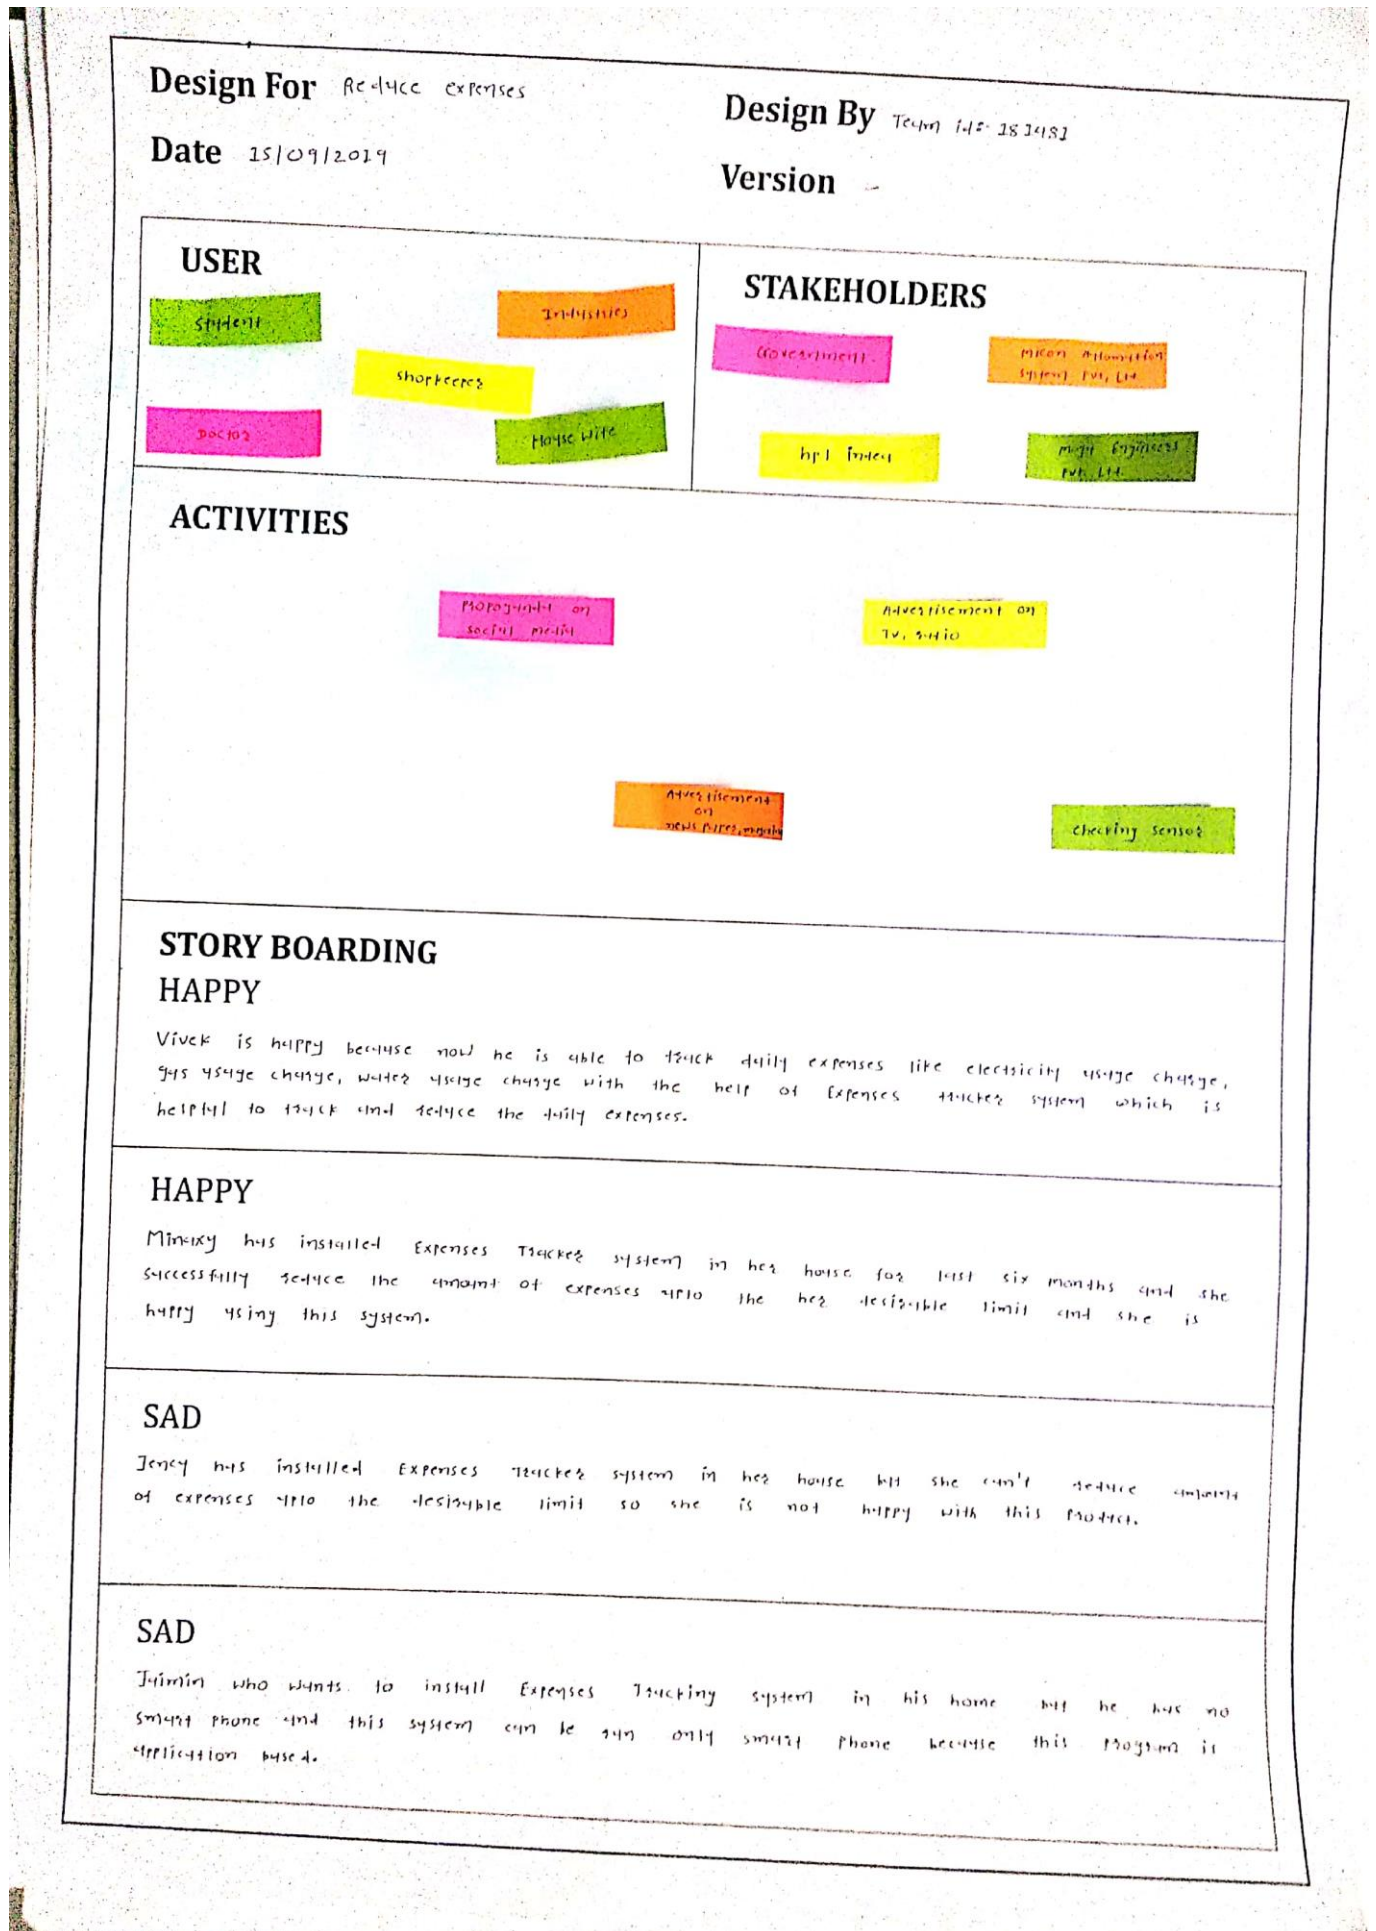 Design For Reduce expenses
Design By Team id:- 181481
Date 15/09/2019
Version -
USER
Student
Industries
Shopkeeper
Doctor
House wife
STAKEHOLDERS
Government
micon Automation
system Pvt, Ltd
hpl India
Engineers
Pvt. Ltd.
ACTIVITIES
Propoganda on
social media
Advertisement on
TV, radio
Advertisement
on
news paper,
checking sensor
STORY BOARDING
HAPPY
Vivek is happy because now he is able to track daily expenses like electricity usage charge,
gas usage charge, water usage charge with the help of Expenses tracker system which is
helpful to track and reduce the daily expenses.
HAPPY
Minaxy has installed Expenses Tracker system in her house for last six months and she
successfully reduce the amount of expenses upto the her desirable limit and she is
happy using this system.
SAD
Jency has installed Expenses Tracker system in her house but she can't reduce amount
of expenses upto the desirable limit so she is not happy with this Product.
SAD
Jaimin who wants to install Expenses Tracking system in his home but he has no
smart phone and this system can be run only smart phone because this program is
application based.